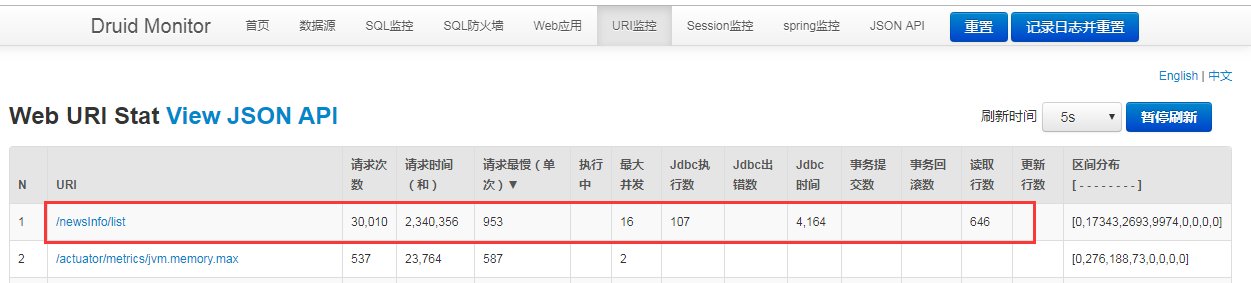 Druid Monitor 首页 数据源 SQL监控 SQL防火墙 Web应用 URI监控 Session监控 spring监控 JSON API 重置 记录日志并重置
English | 中文
Web URI Stat View JSON API 刷新时间 5s 暂停刷新
N URI 请求次数 请求时间（和） 请求最慢（单次）▼ 执行中 最大并发 Jdbc执行数 Jdbc出错数 Jdbc时间 事务提交数 事务回滚数 读取行数 更新行数 区间分布 [ - - - - - - - - ]
1 /newsInfo/list 30,010 2,340,356 953 16 107 4,164 646 [0,17343,2693,9974,0,0,0,0]
2 /actuator/metrics/jvm.memory.max 537 23,764 587 2 [0,276,188,73,0,0,0,0]